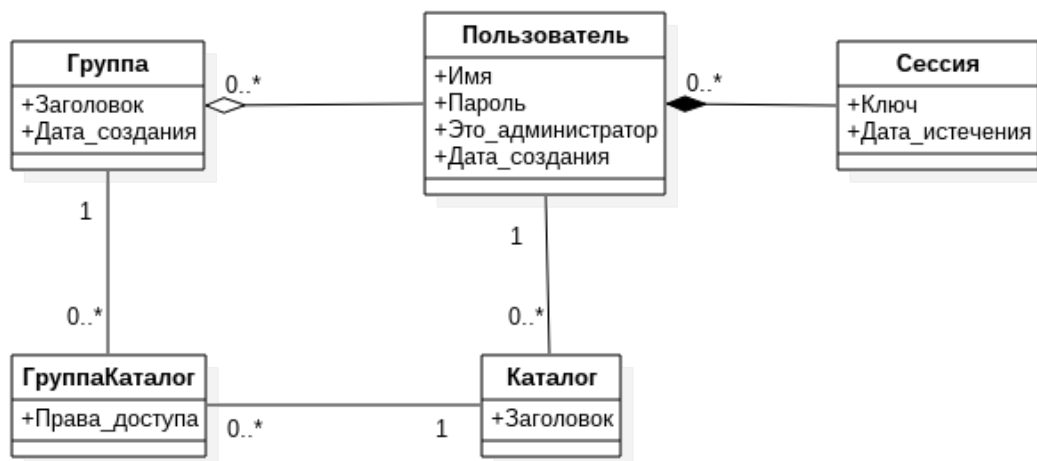 Группа
+Заголовок
+Дата_создания
0..*
Пользователь
+Имя
+Пароль
+Это_администратор
+Дата_создания
0..*
Сессия
+Ключ
+Дата_истечения
1
0..*
1
0..*
ГруппаКаталог
+Права_доступа
0..*
1
Каталог
+Заголовок